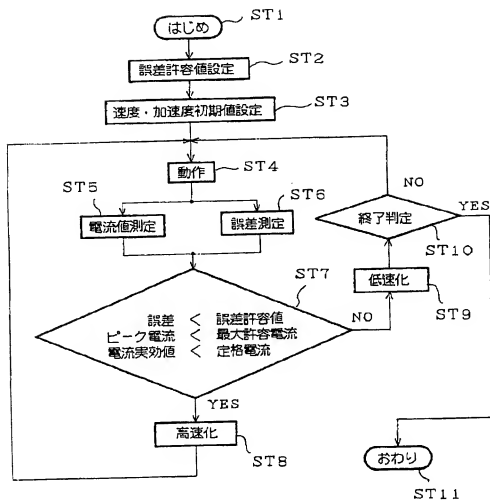 はじめ
ST1
誤差許容値設定
ST2
速度・加速度初期値設定
ST3
動作
ST4
ST5
電流値測定
ST6
誤差測定
ST7
誤差 < 誤差許容値
ピーク電流 < 最大許容電流
電流実効値 < 定格電流
NO
YES
高速化
ST8
低速化
ST9
NO
YES
終了判定
ST10
おわり
ST11